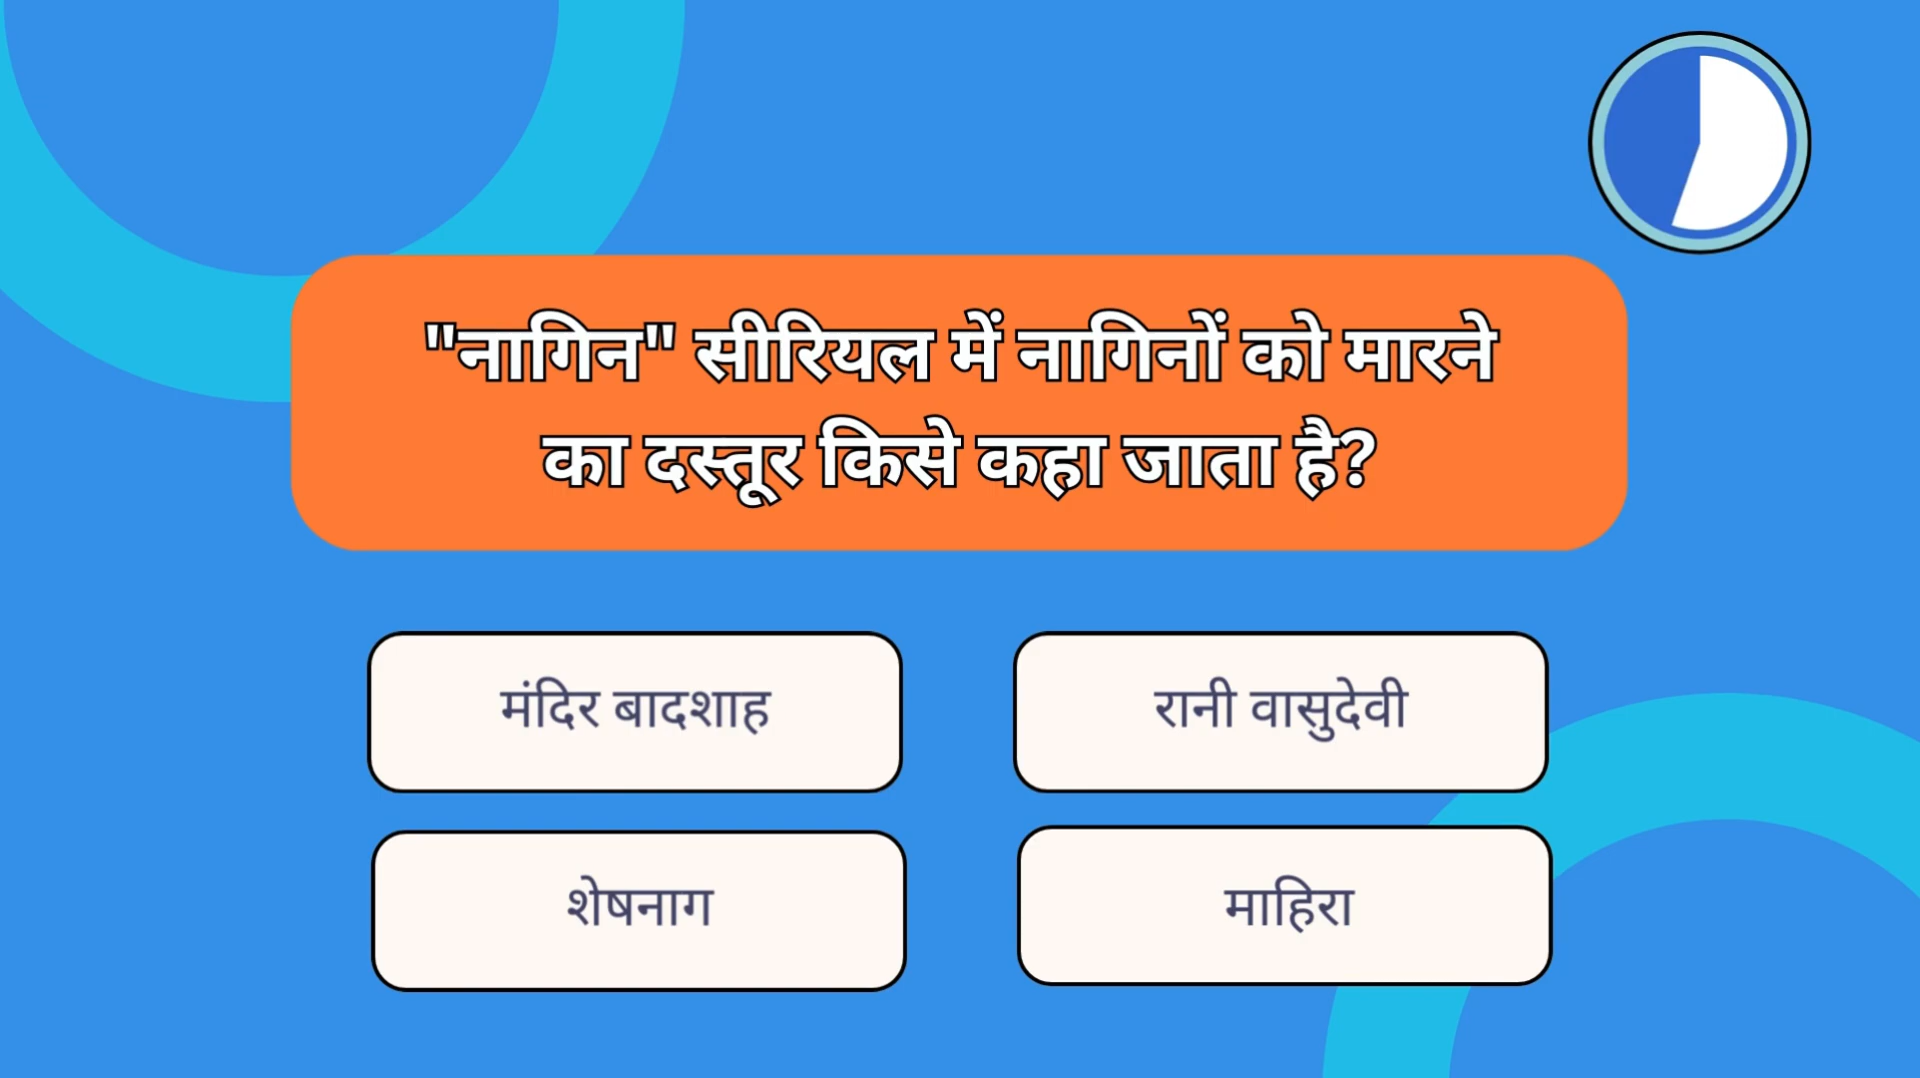 "नागिन" सीरियल में नागिनों को मारने
का दस्तूर किसे कहा जाता है?
मंदिर बादशाह
रानी वासुदेवी
शेषनाग
माहिरा